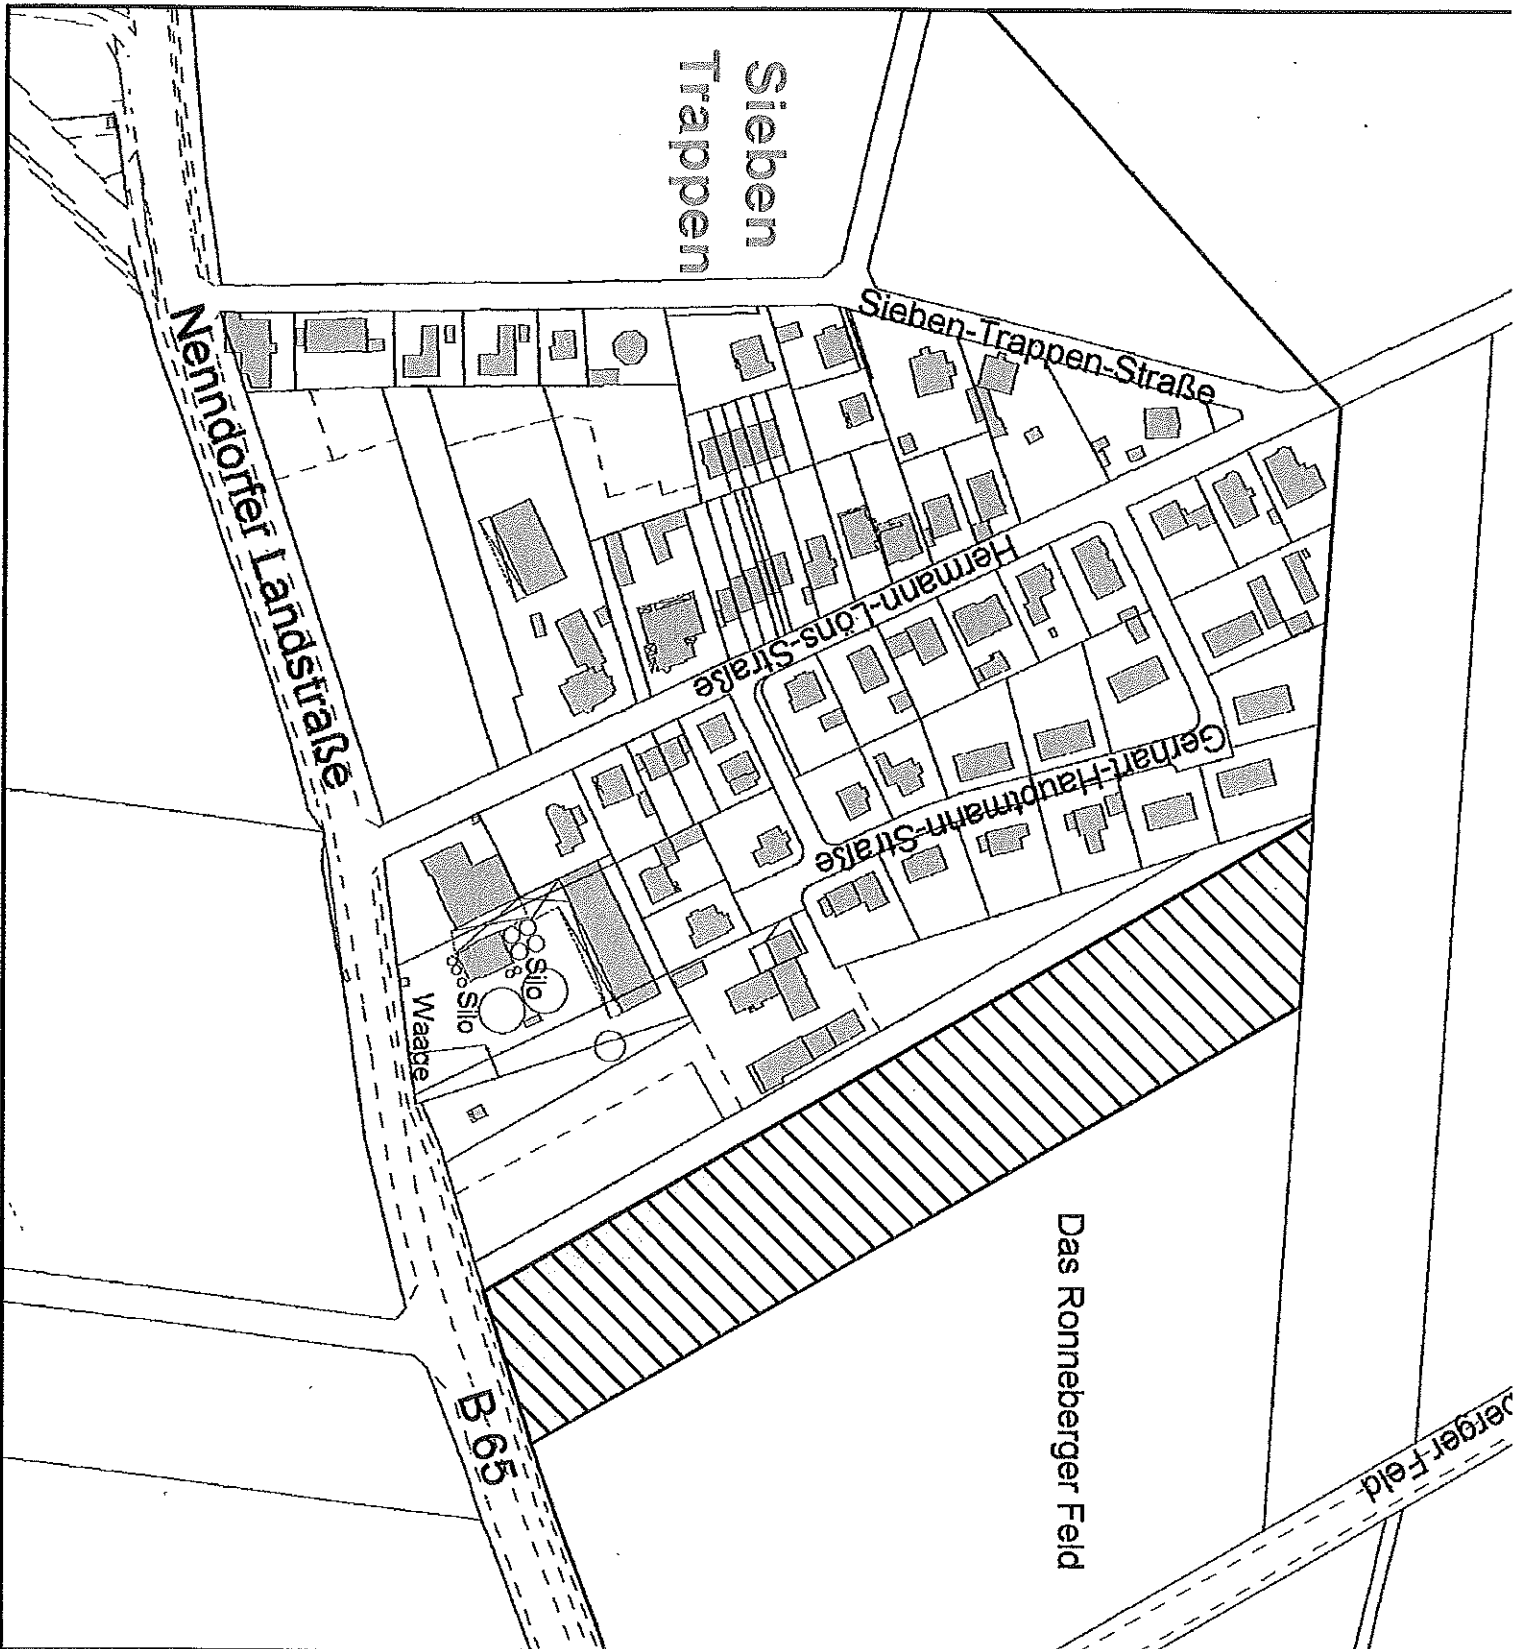 Sieben
Trappen
Sieben-Trappen-Straße
Nenndorfer Landstraße
Hermann-Löns-Straße
Gerhart-Hauptmann-Straße
Silo
Silo
Waage
Das Ronneberger Feld
B 65
berger-Feld